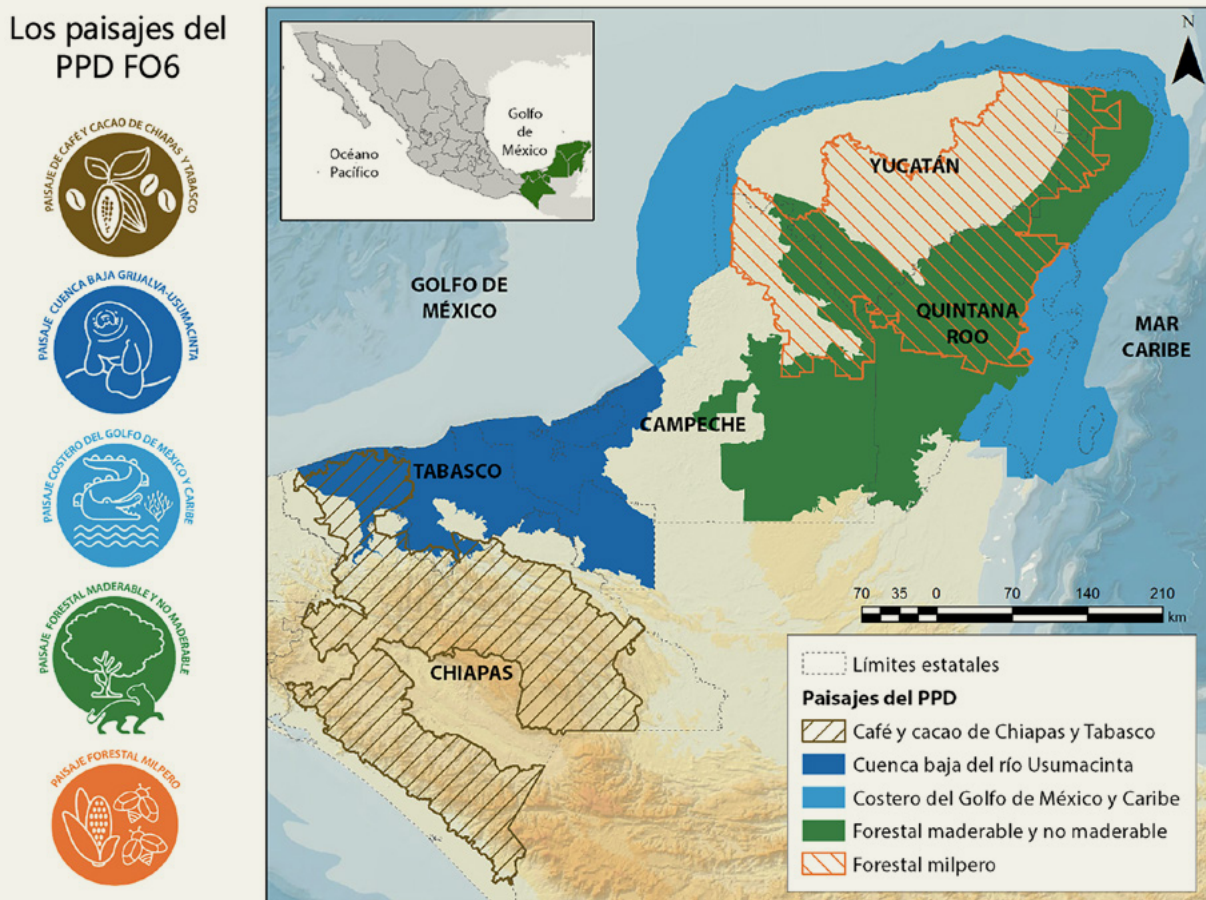 Los paisajes del
PPD FO6
PAISAJE DE CAFÉ Y CACAO DE CHIAPAS Y TABASCO
PAISAJE CUENCA BAJA GRIJALVA-USUMACINTA
PAISAJE COSTERO DEL GOLFO DE MÉXICO Y CARIBE
PAISAJE FORESTAL MADERABLE Y NO MADERABLE
PAISAJE FORESTAL MILPERO
Golfo
de
México
Océano
Pacífico
N
YUCATÁN
GOLFO DE
MÉXICO
QUINTANA
ROO
MAR
CARIBE
CAMPECHE
TABASCO
CHIAPAS
70 35 0 70 140 210
km
Límites estatales
Paisajes del PPD
Café y cacao de Chiapas y Tabasco
Cuenca baja del río Usumacinta
Costero del Golfo de México y Caribe
Forestal maderable y no maderable
Forestal milpero